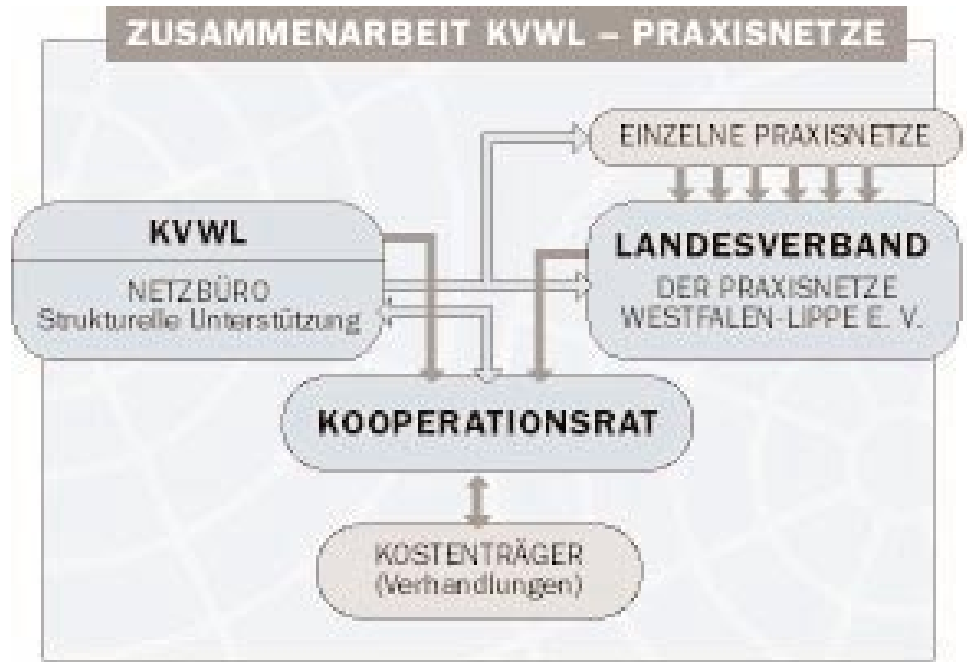 ZUSAMMENARBEIT KVWL – PRAXISNETZE
EINZELNE PRAXISNETZE
KVWL
NETZBÜRO
Strukturelle Unterstützung
LANDESVERBAND
DER PRAXISNETZE
WESTFALEN-LIPPE E. V.
KOOPERATIONSRAT
KOSTENTRÄGER
(Verhandlungen)